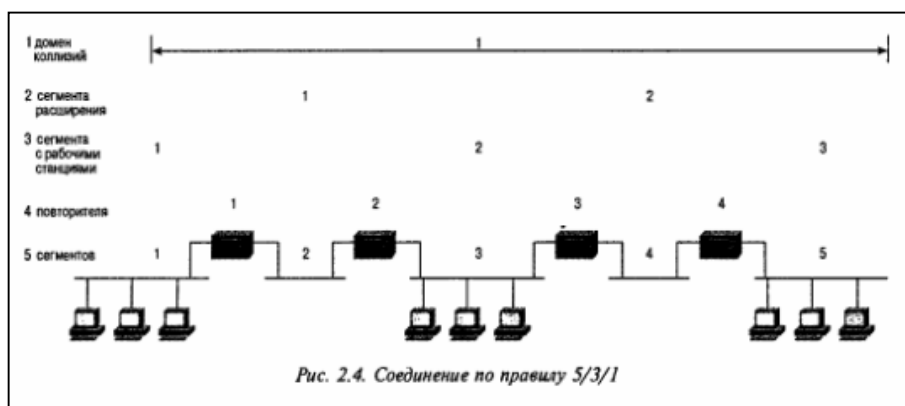 1 домен коллизий
1
2 сегмента расширения
1 2
3 сегмента с рабочими станциями
1 2 3
4 повторителя
1 2 3 4
5 сегментов
1 2 3 4 5
Рис. 2.4. Соединение по правилу 5/3/1